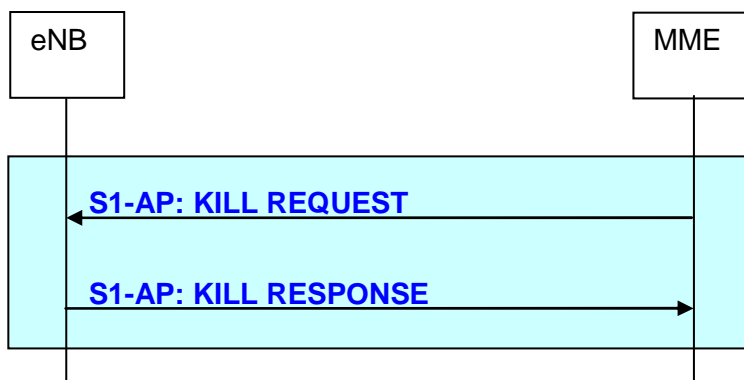 eNB
MME
S1-AP: KILL REQUEST
S1-AP: KILL RESPONSE